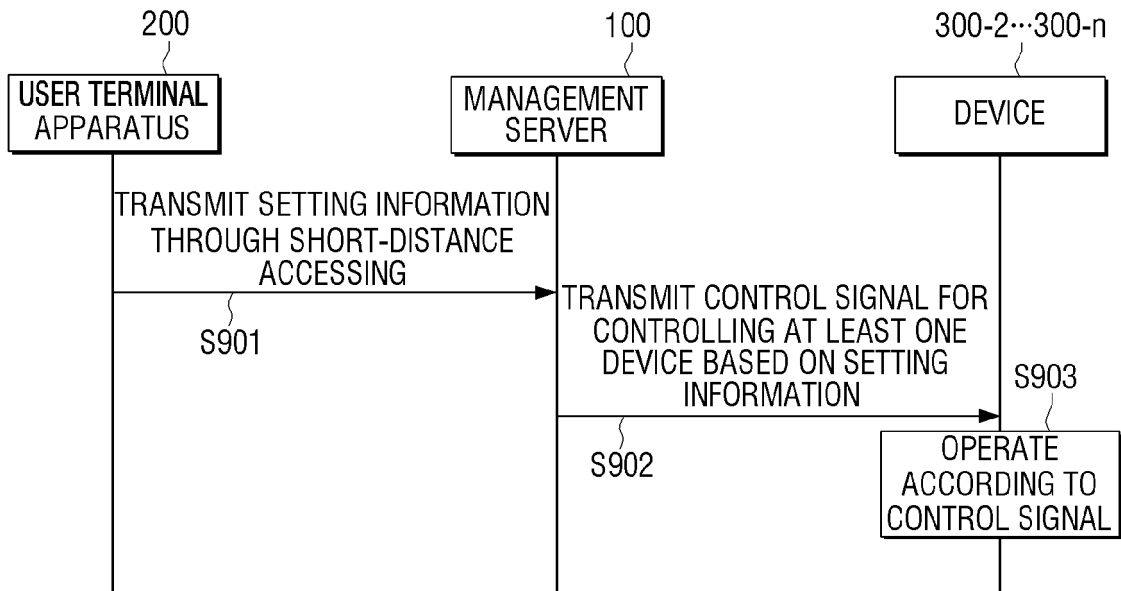 200
100
300-2···300-n
USER TERMINAL
APPARATUS
MANAGEMENT
SERVER
DEVICE
TRANSMIT SETTING INFORMATION
THROUGH SHORT-DISTANCE
ACCESSING
S901
TRANSMIT CONTROL SIGNAL FOR
CONTROLLING AT LEAST ONE
DEVICE BASED ON SETTING
INFORMATION
S902
S903
OPERATE
ACCORDING TO
CONTROL SIGNAL